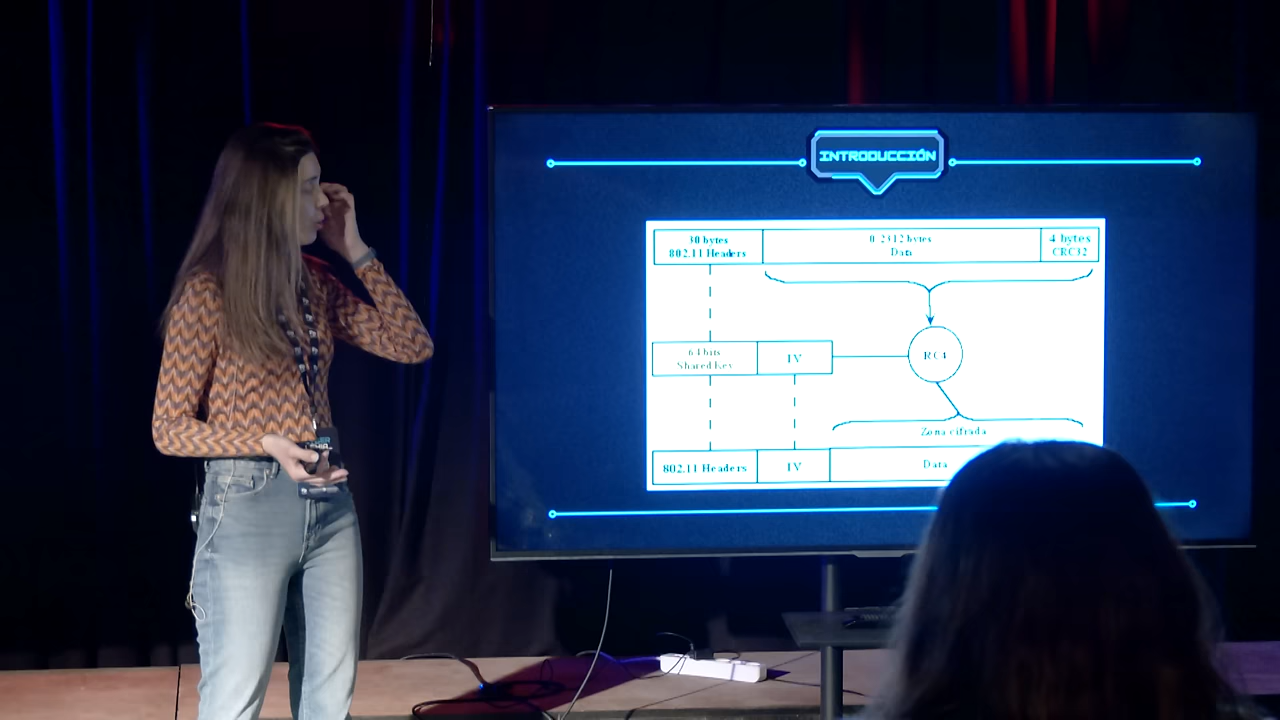 INTRODUCCIÓN
30 bytes
802.11 Headers
0-2312 bytes
Data
4 bytes
CRC32
64 bits
Shared Key
IV
RC4
Zona cifrada
802.11 Headers
IV
Data